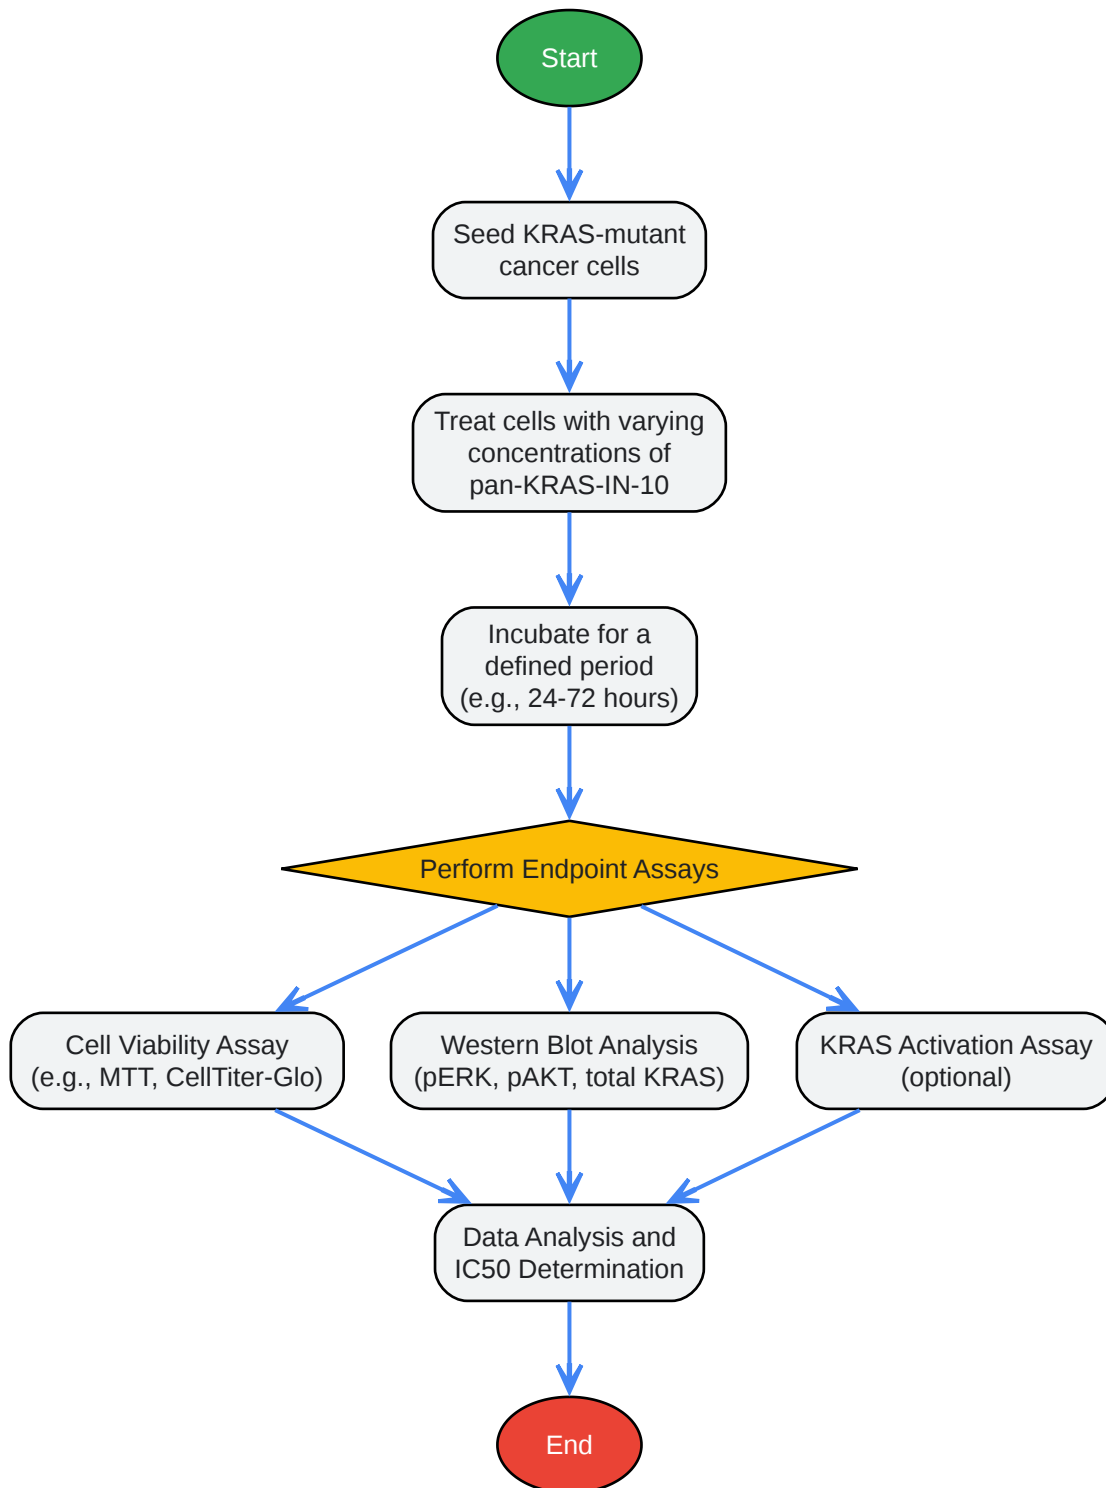 Start
Seed KRAS-mutant
cancer cells
Treat cells with varying
concentrations of
pan-KRAS-IN-10
Incubate for a
defined period
(e.g., 24-72 hours)
Perform Endpoint Assays
Cell Viability Assay
(e.g., MTT, CellTiter-Glo)
Western Blot Analysis
(pERK, pAKT, total KRAS)
KRAS Activation Assay
(optional)
Data Analysis and
IC50 Determination
End